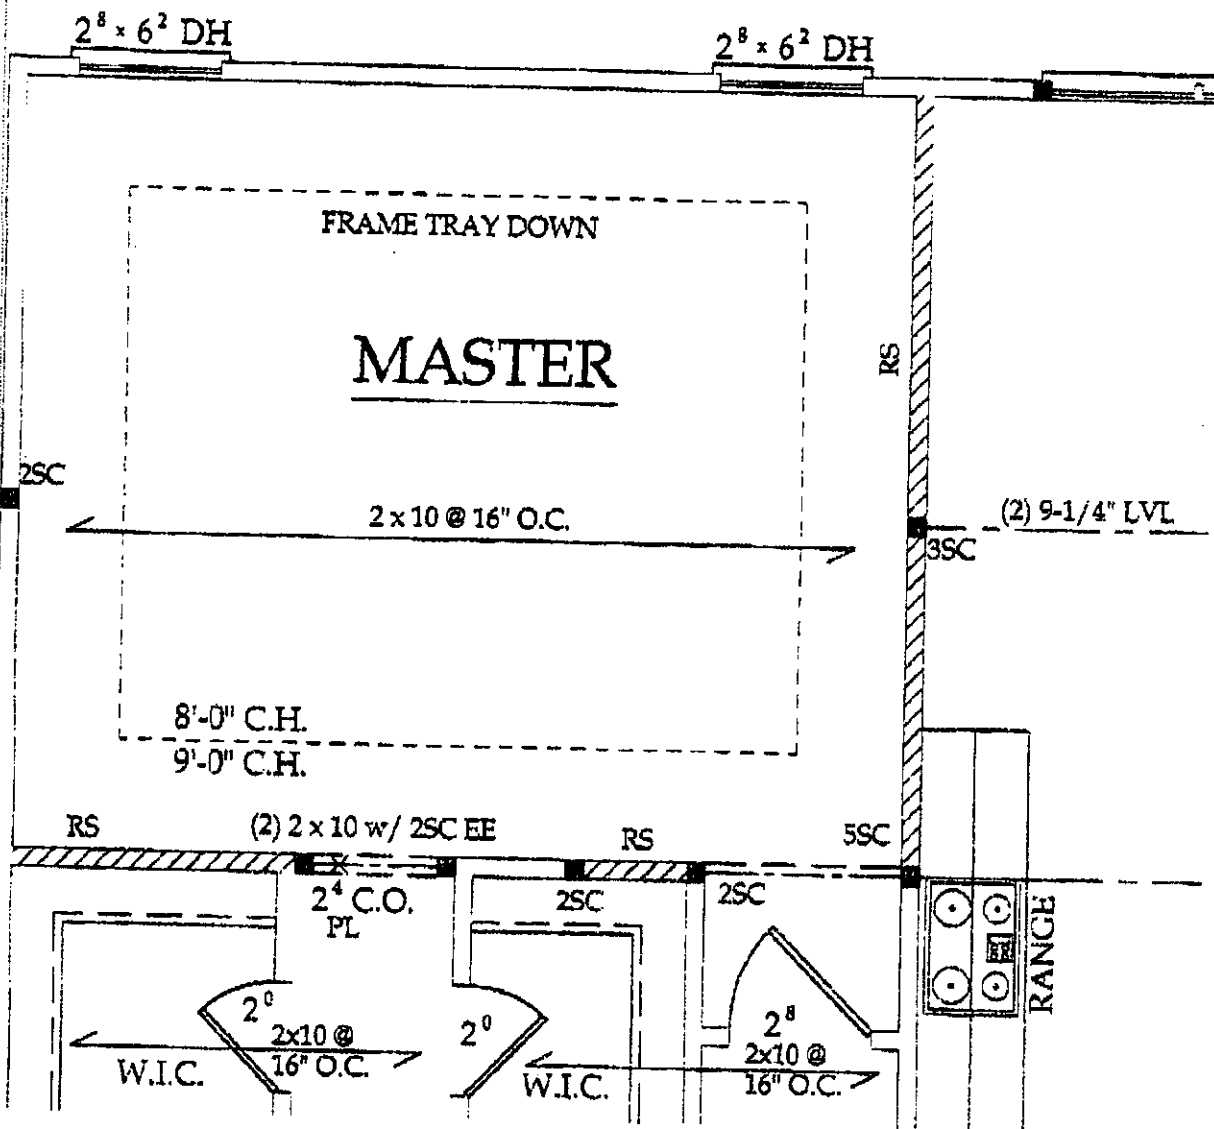 2⁸ x 6² DH
2⁸ x 6² DH
FRAME TRAY DOWN
MASTER
RS
2SC
2 x 10 @ 16" O.C.
(2) 9-1/4" LVL
3SC
8'-0" C.H.
9'-0" C.H.
RS
(2) 2 x 10 w/ 2SC EE
RS
5SC
2⁴ C.O.
PL
2SC
2SC
RANGE
2⁰
2x10 @
16" O.C.
W.I.C.
2⁰
W.I.C.
2⁸
2x10 @
16" O.C.